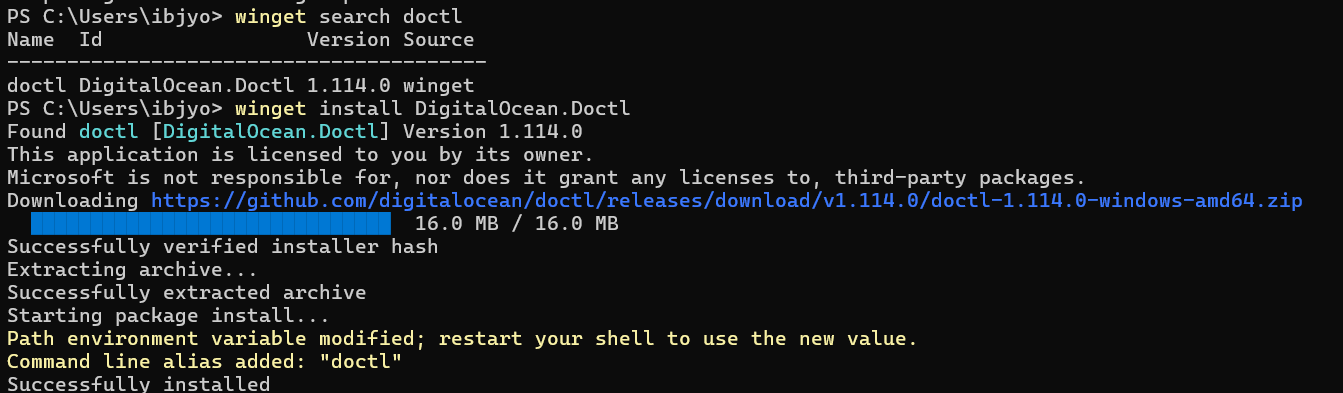 PS C:\Users\ibjyo> winget search doctl
Name  Id                 Version Source
----------------------------------------
doctl DigitalOcean.Doctl 1.114.0 winget
PS C:\Users\ibjyo> winget install DigitalOcean.Doctl
Found doctl [DigitalOcean.Doctl] Version 1.114.0
This application is licensed to you by its owner.
Microsoft is not responsible for, nor does it grant any licenses to, third-party packages.
Downloading https://github.com/digitalocean/doctl/releases/download/v1.114.0/doctl-1.114.0-windows-amd64.zip
16.0 MB / 16.0 MB
Successfully verified installer hash
Extracting archive...
Successfully extracted archive
Starting package install...
Path environment variable modified; restart your shell to use the new value.
Command line alias added: "doctl"
Successfully installed